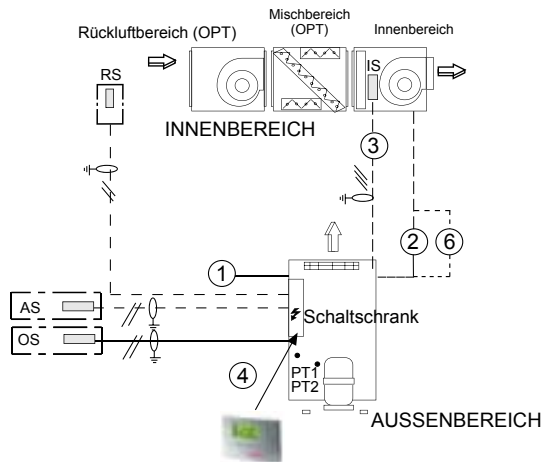 Rückluftbereich (OPT)
Mischbereich
(OPT)
Innenbereich
RS
IS
INNENBEREICH
3
2
6
1
AS
OS
Schaltschrank
4
PT1
PT2
AUSSENBEREICH